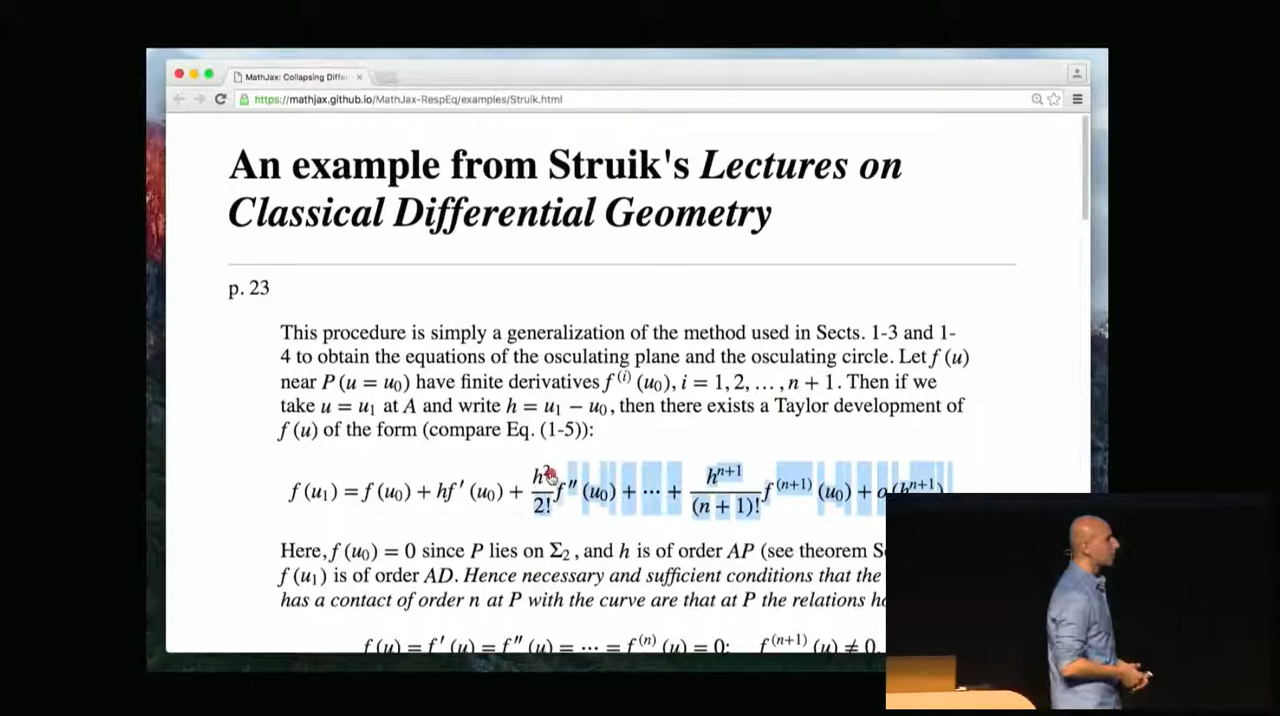 MathJax: Collapsing Diffe
https://mathjax.github.io/MathJax-RespEq/examples/Struik.html
An example from Struik's Lectures on
Classical Differential Geometry
p. 23
This procedure is simply a generalization of the method used in Sects. 1-3 and 1-
4 to obtain the equations of the osculating plane and the osculating circle. Let f (u)
near P(u = u₀) have finite derivatives f⁽ⁱ⁾ (u₀), i = 1, 2, …, n + 1. Then if we
take u = u₁ at A and write h = u₁ − u₀, then there exists a Taylor development of
f (u) of the form (compare Eq. (1-5)):
f (u₁) = f (u₀) + hf ′ (u₀) + h²/2! f ″ (u₀) + ⋯ + hⁿ⁺¹/(n + 1)! f ⁽ⁿ⁺¹⁾ (u₀) + o (hⁿ⁺¹)
Here, f (u₀) = 0 since P lies on Σ₂, and h is of order AP (see theorem
f (u₁) is of order AD. Hence necessary and sufficient conditions that the
has a contact of order n at P with the curve are that at P the relations
f (u) = f ′ (u) = f ″ (u) = ⋯ = f ⁽ⁿ⁾ (u) = 0; f ⁽ⁿ⁺¹⁾ (u) ≠ 0.